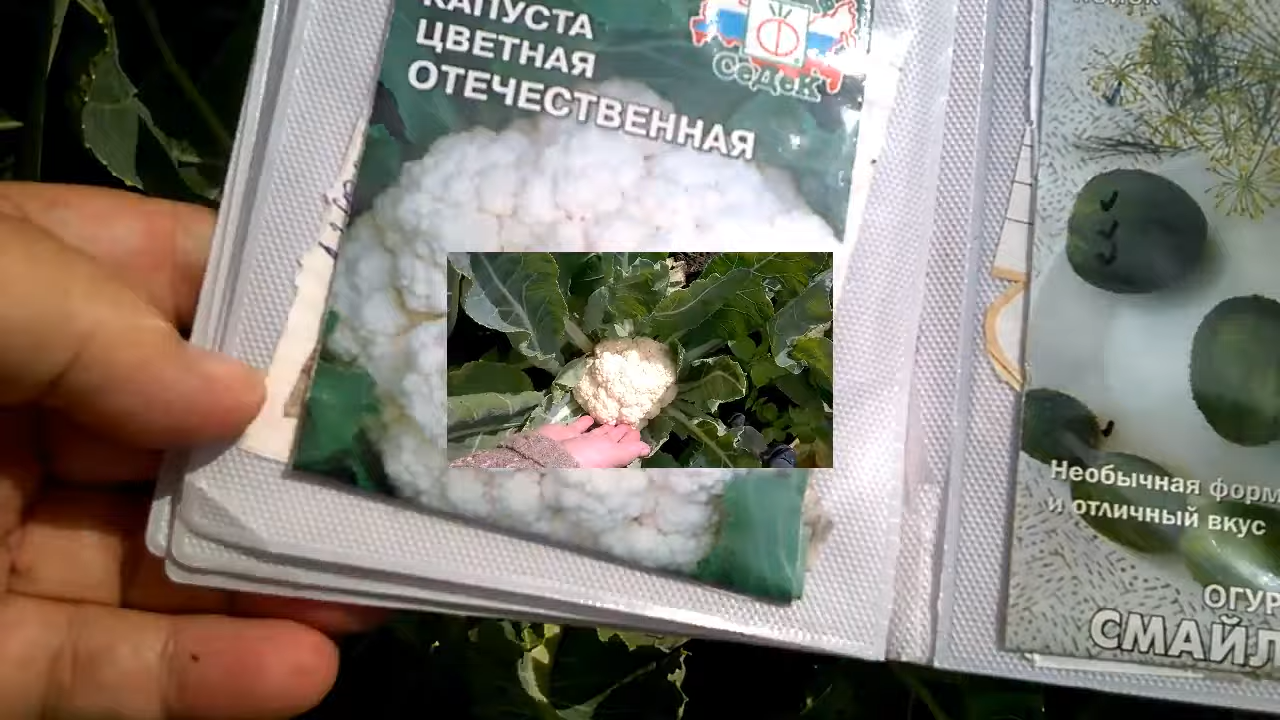 КАПУСТА
ЦВЕТНАЯ
ОТЕЧЕСТВЕННАЯ
СеДеК
Необычная форм
и отличный вкус
ОГУР
СМАЙЛ